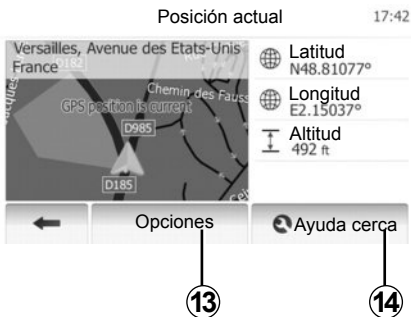 Posición actual
17:42
Versailles, Avenue des Etats-Unis
France
D182
Chemin des Fauss
GPS position is current
D985
D185
Latitud
N48.81077°
Longitud
E2.15037°
Altitud
492 ft
Opciones
Ayuda cerca
13
14